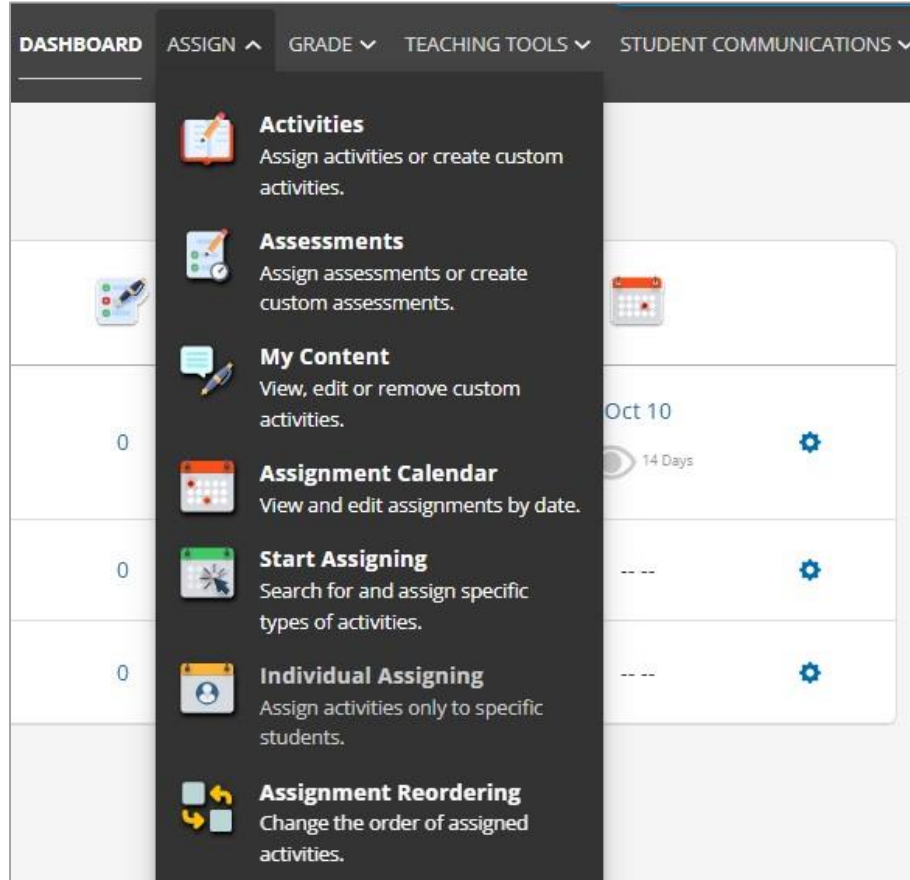 DASHBOARD ASSIGN GRADE TEACHING TOOLS STUDENT COMMUNICATIONS
Activities
Assign activities or create custom
activities.
Assessments
Assign assessments or create
custom assessments.
My Content
View, edit or remove custom
activities.
Assignment Calendar
View and edit assignments by date.
Start Assigning
Search for and assign specific
types of activities.
Individual Assigning
Assign activities only to specific
students.
Assignment Reordering
Change the order of assigned
activities.
0
Oct 10
14 Days
0
-- --
0
-- --